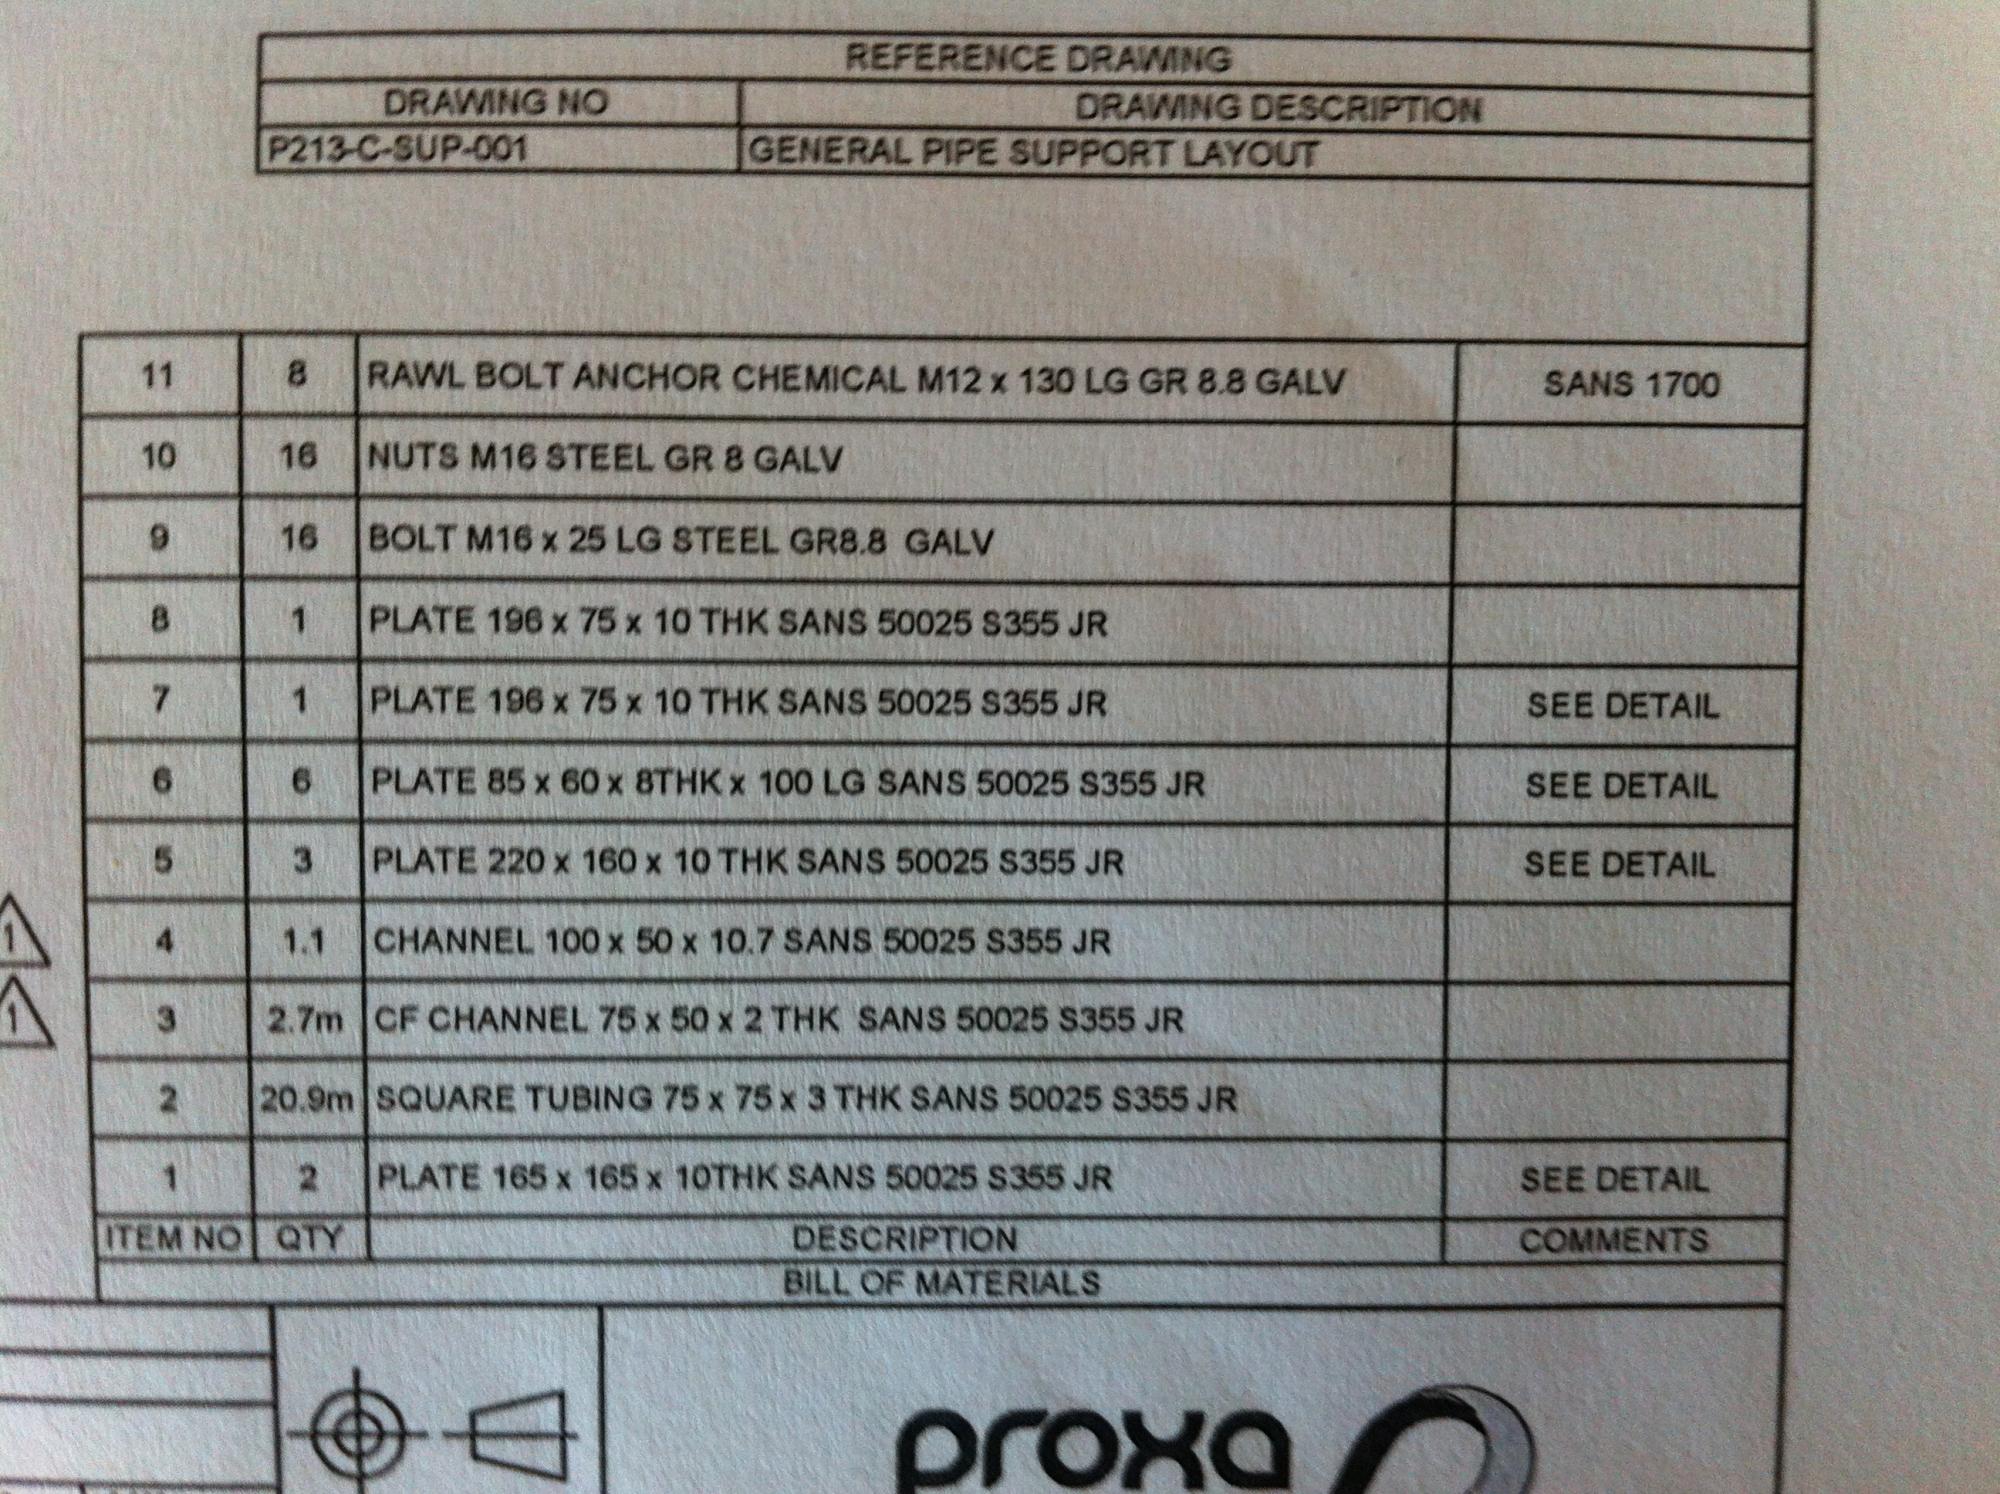 REFERENCE DRAWING
DRAWING NO DRAWING DESCRIPTION
P213-C-SUP-001 GENERAL PIPE SUPPORT LAYOUT
11 8 RAWL BOLT ANCHOR CHEMICAL M12 x 130 LG GR 8.8 GALV SANS 1700
10 16 NUTS M16 STEEL GR 8 GALV
9 16 BOLT M16 x 25 LG STEEL GR8.8 GALV
8 1 PLATE 196 x 75 x 10 THK SANS 50025 S355 JR
7 1 PLATE 196 x 75 x 10 THK SANS 50025 S355 JR SEE DETAIL
6 6 PLATE 85 x 60 x 8THK x 100 LG SANS 50025 S355 JR SEE DETAIL
5 3 PLATE 220 x 160 x 10 THK SANS 50025 S355 JR SEE DETAIL
1 4 1.1 CHANNEL 100 x 50 x 10.7 SANS 50025 S355 JR
1 3 2.7m CF CHANNEL 75 x 50 x 2 THK SANS 50025 S355 JR
2 20.9m SQUARE TUBING 75 x 75 x 3 THK SANS 50025 S355 JR
1 2 PLATE 165 x 165 x 10THK SANS 50025 S355 JR SEE DETAIL
ITEM NO QTY DESCRIPTION COMMENTS
BILL OF MATERIALS
proxa